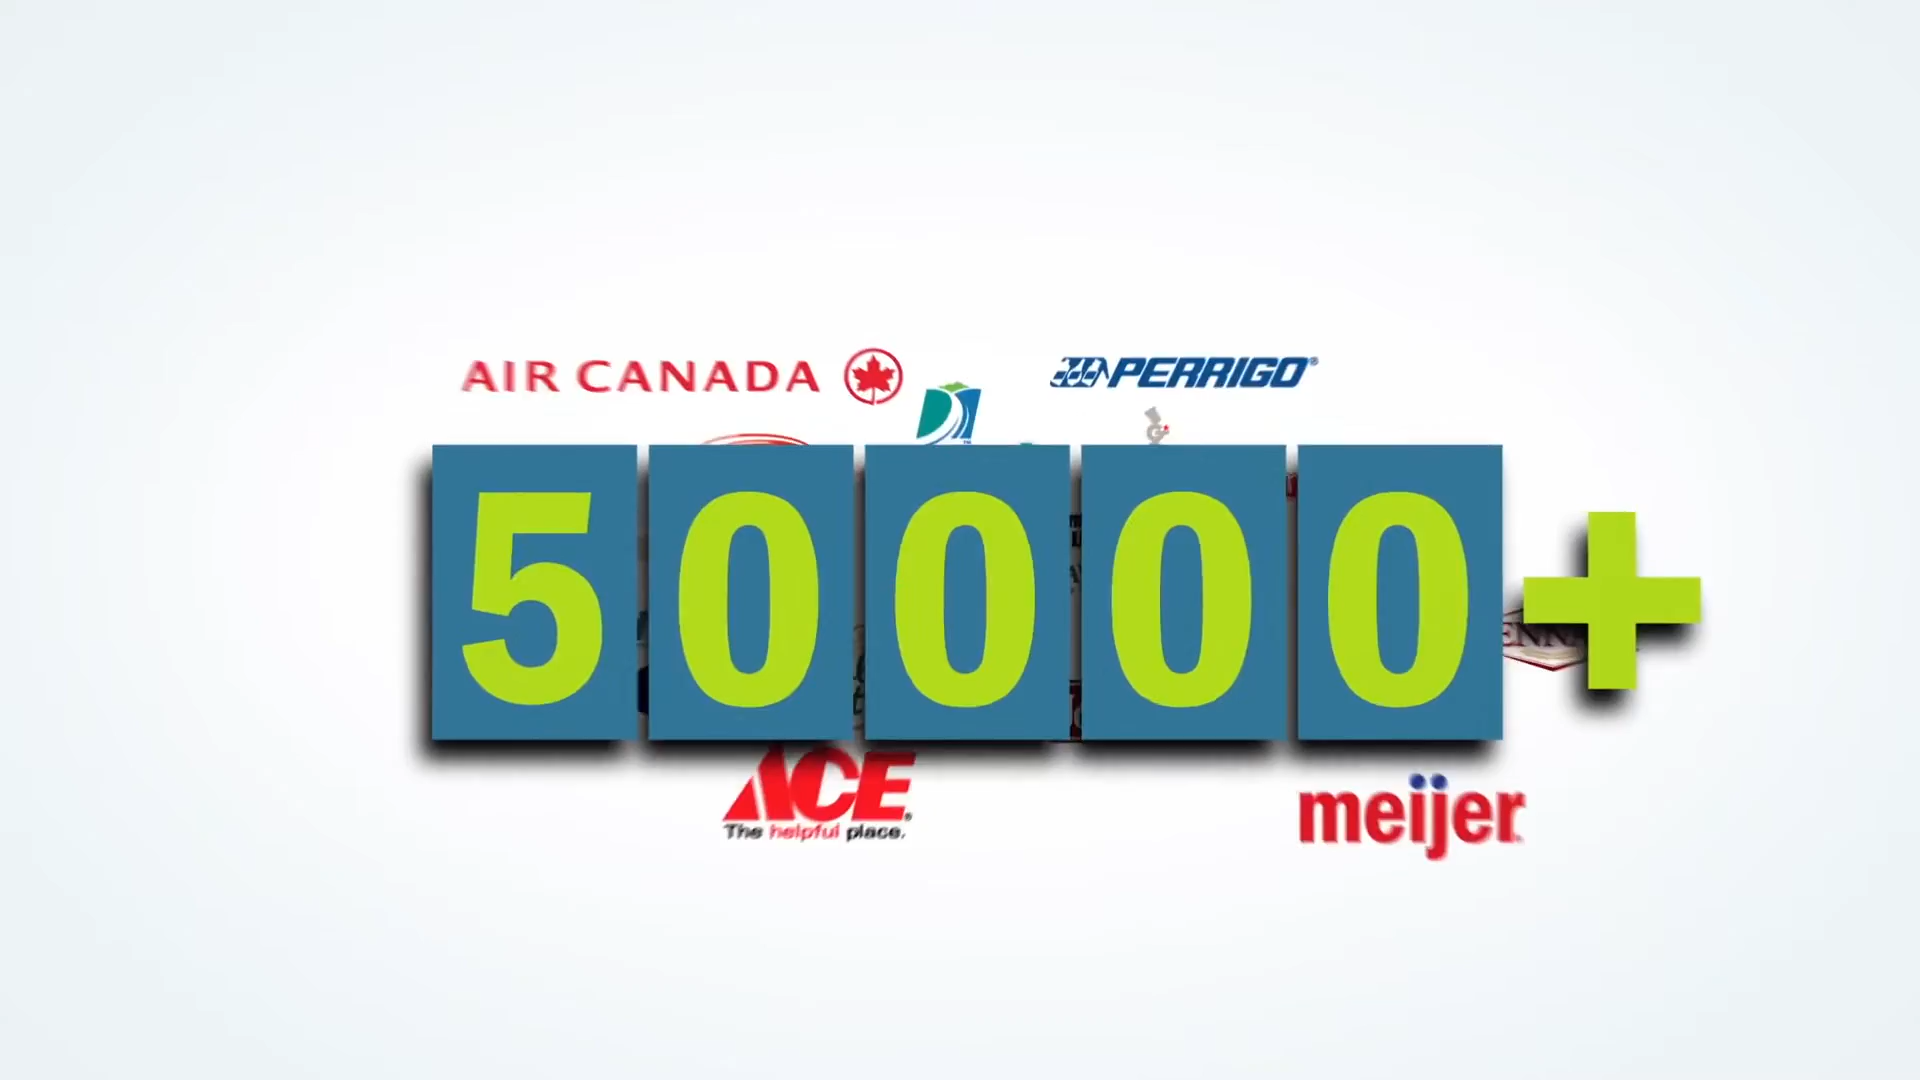 AIR CANADA
PERRIGO®
50000+
ACE
The helpful place.
meijer